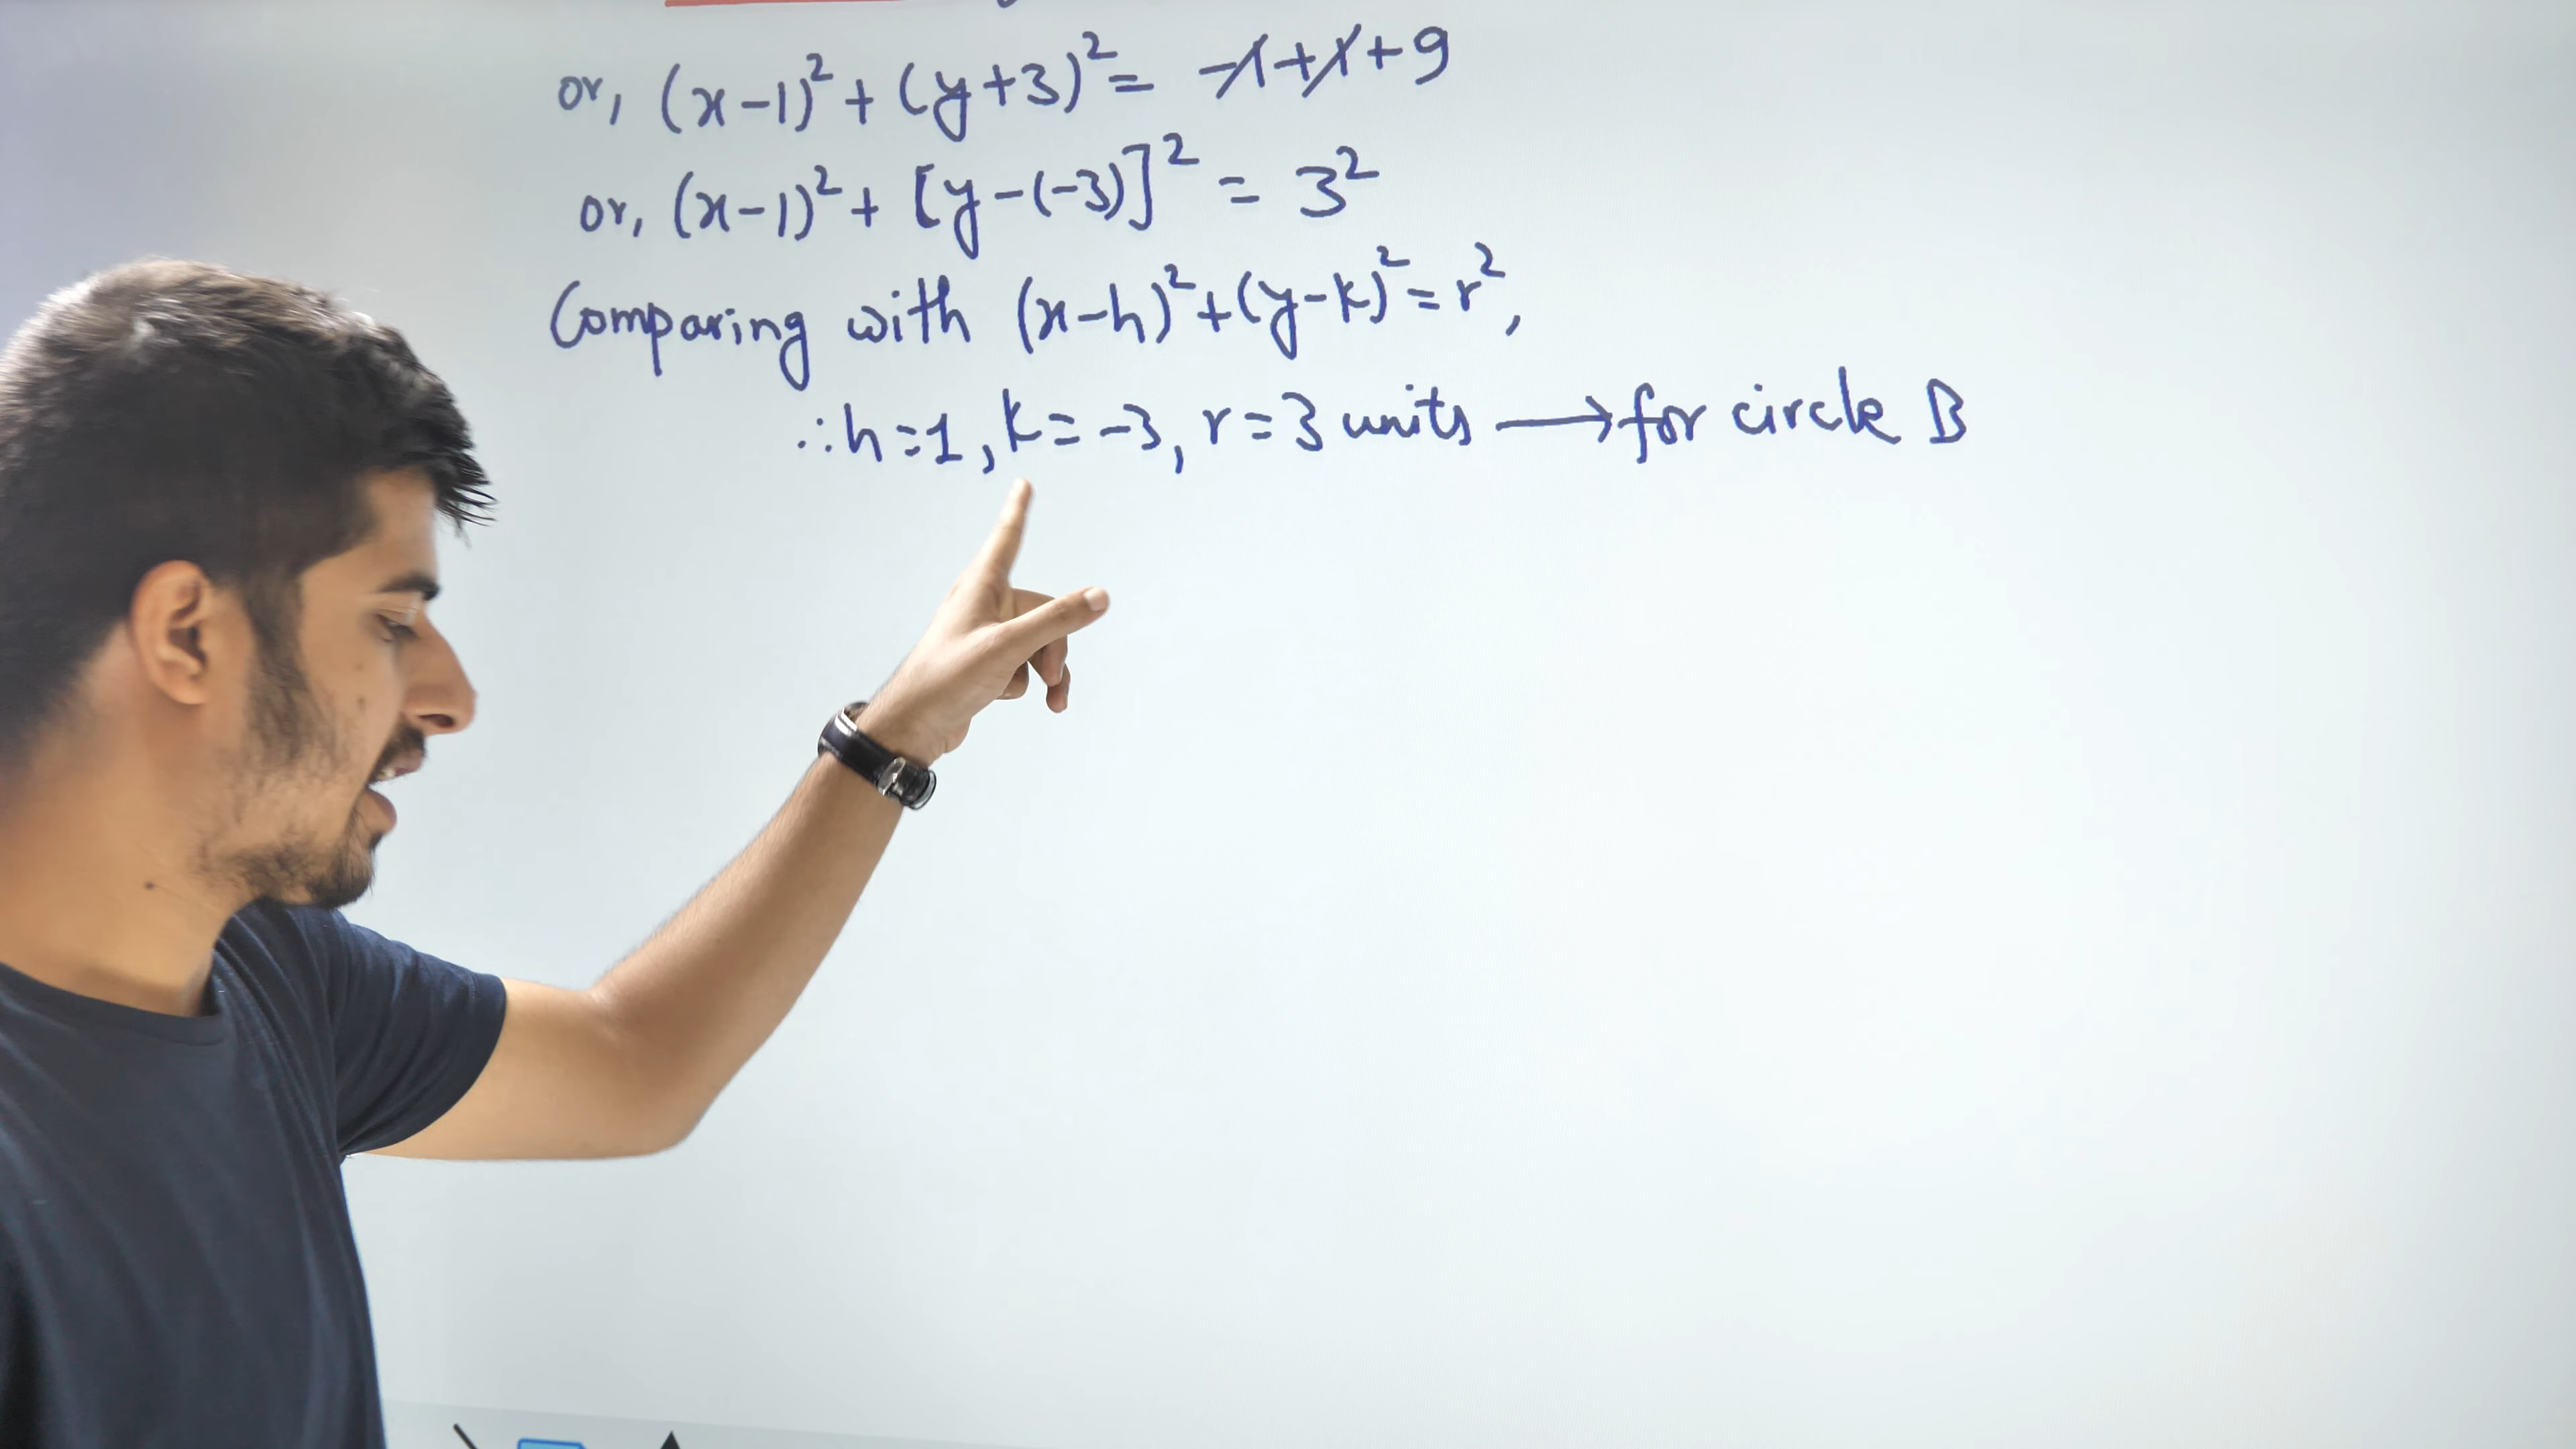 or, (x-1)²+(y+3)²= -1+1+9
or, (x-1)²+[y-(-3)]² = 3²
Comparing with (x-h)²+(y-k)²=r²,
∴h=1, k=-3, r=3 units ⟶for circle B